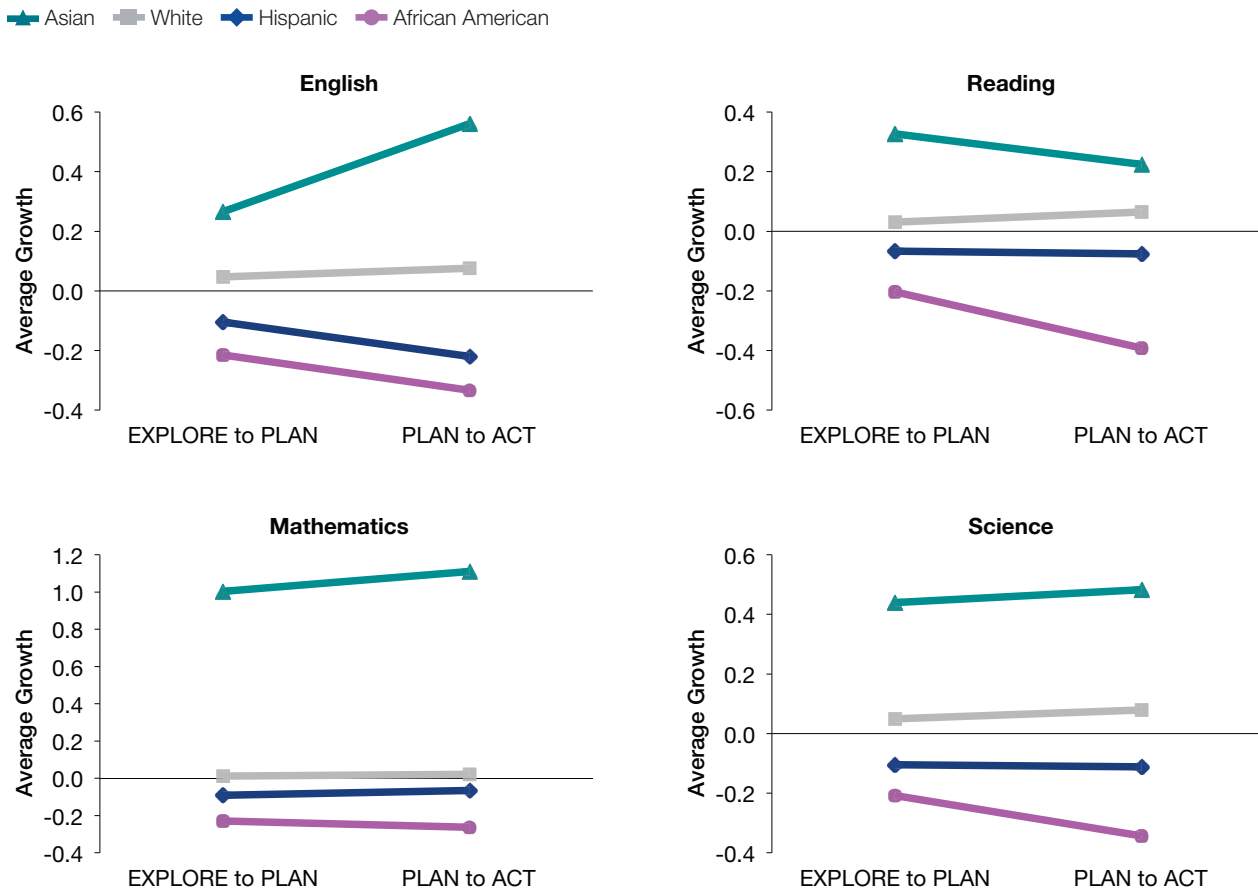 Asian White Hispanic African American
English
Average Growth
0.6
0.4
0.2
0.0
-0.2
-0.4
EXPLORE to PLAN PLAN to ACT
Reading
Average Growth
0.4
0.2
0.0
-0.2
-0.4
-0.6
EXPLORE to PLAN PLAN to ACT
Mathematics
Average Growth
1.2
1.0
0.8
0.6
0.4
0.2
0.0
-0.2
-0.4
EXPLORE to PLAN PLAN to ACT
Science
Average Growth
0.6
0.4
0.2
0.0
-0.2
-0.4
EXPLORE to PLAN PLAN to ACT